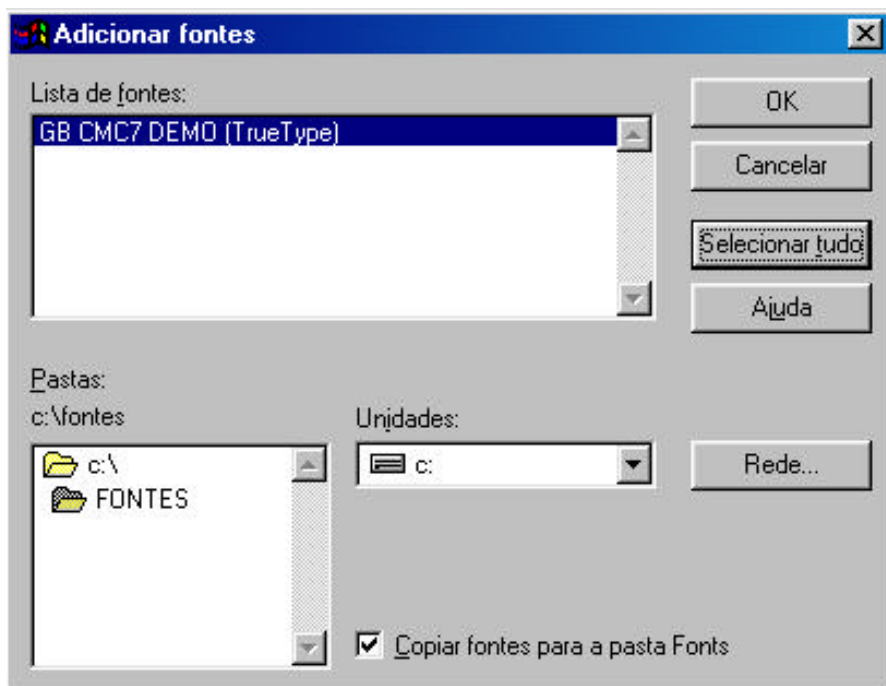 Adicionar fontes
Lista de fontes:
GB CMC7 DEMO (TrueType)
OK
Cancelar
Selecionar tudo
Ajuda
Pastas:
c:\fontes
c:\
FONTES
Unidades:
c:
Rede...
Copiar fontes para a pasta Fonts